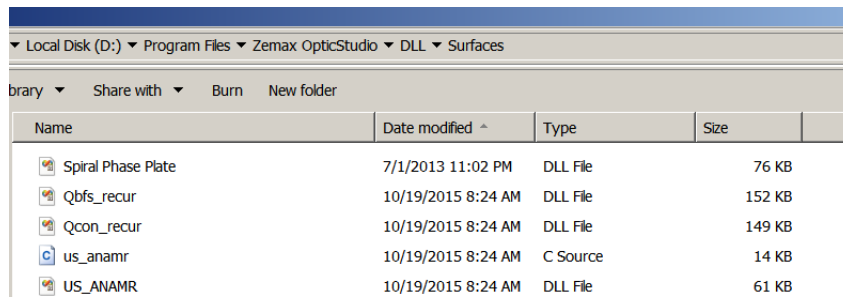 Local Disk (D:) Program Files Zemax OpticStudio DLL Surfaces
brary Share with Burn New folder
Name Date modified Type Size
Spiral Phase Plate 7/1/2013 11:02 PM DLL File 76 KB
Qbfs_recur 10/19/2015 8:24 AM DLL File 152 KB
Qcon_recur 10/19/2015 8:24 AM DLL File 149 KB
us_anamr 10/19/2015 8:24 AM C Source 14 KB
US_ANAMR 10/19/2015 8:24 AM DLL File 61 KB